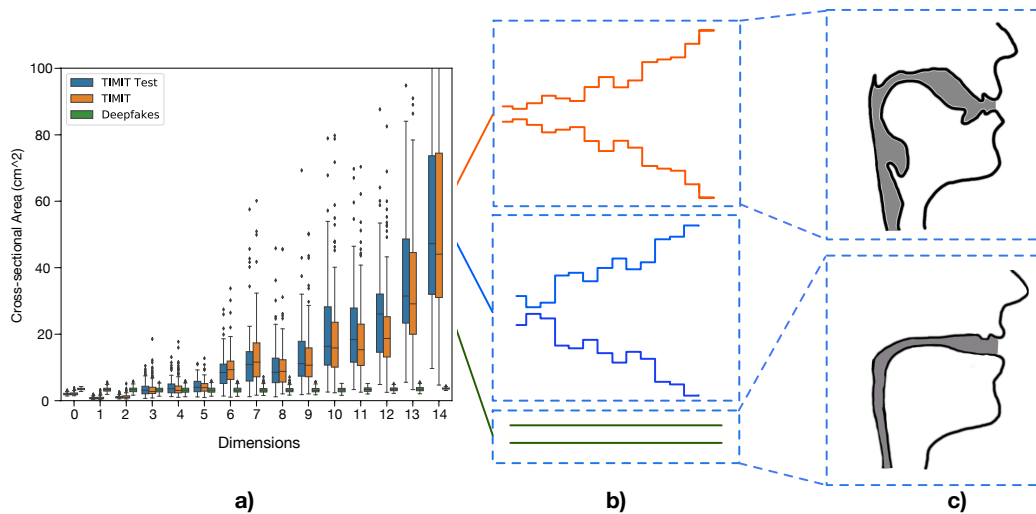 100
80
60
40
20
0
Cross-sectional Area (cm^2)
TIMIT Test
TIMIT
Deepfakes
0 1 2 3 4 5 6 7 8 9 10 11 12 13 14
Dimensions
a) b) c)